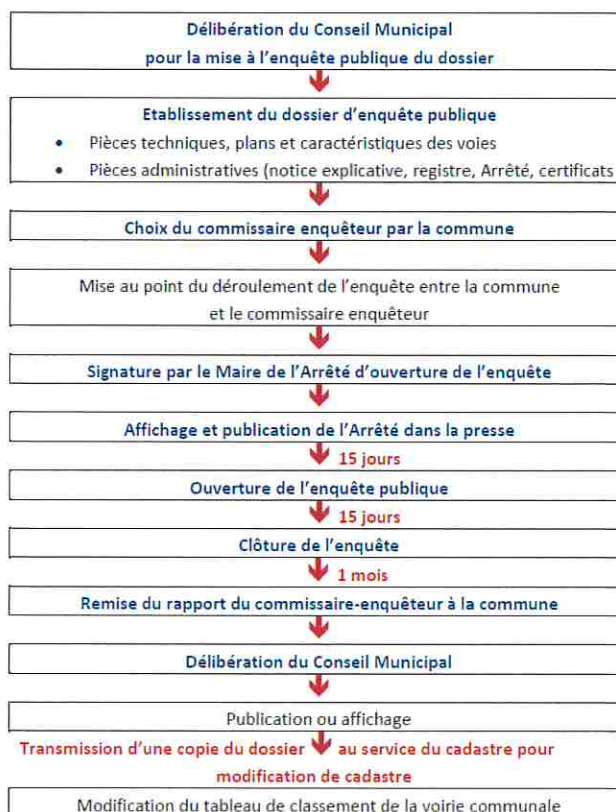 Délibération du Conseil Municipal
pour la mise à l'enquête publique du dossier
Etablissement du dossier d'enquête publique
• Pièces techniques, plans et caractéristiques des voies
• Pièces administratives (notice explicative, registre, Arrêté, certificats
Choix du commissaire enquêteur par la commune
Mise au point du déroulement de l'enquête entre la commune
et le commissaire enquêteur
Signature par le Maire de l'Arrêté d'ouverture de l'enquête
Affichage et publication de l'Arrêté dans la presse
15 jours
Ouverture de l'enquête publique
15 jours
Clôture de l'enquête
1 mois
Remise du rapport du commissaire-enquêteur à la commune
Délibération du Conseil Municipal
Publication ou affichage
Transmission d'une copie du dossier au service du cadastre pour
modification de cadastre
Modification du tableau de classement de la voirie communale